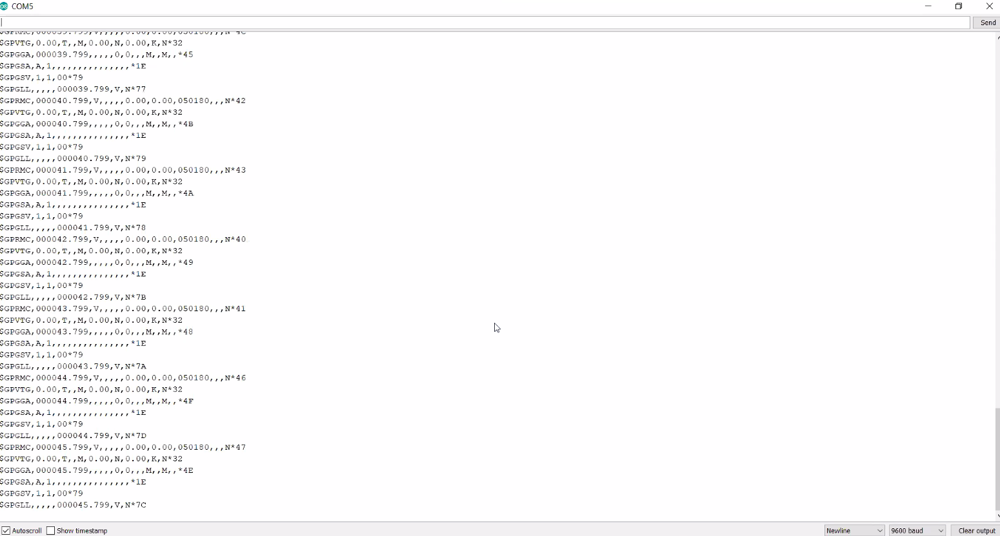 COM5
Send
$GPRMC,000039.799,V,,,,,0.00,0.00,050180,,,N*4C
$GPVTG,0.00,T,,M,0.00,N,0.00,K,N*32
$GPGGA,000039.799,,,,,0,0,,,M,,M,,*45
$GPGSA,A,1,,,,,,,,,,,,,,,*1E
$GPGSV,1,1,00*79
$GPGLL,,,,,000039.799,V,N*77
$GPRMC,000040.799,V,,,,,0.00,0.00,050180,,,N*42
$GPVTG,0.00,T,,M,0.00,N,0.00,K,N*32
$GPGGA,000040.799,,,,,0,0,,,M,,M,,*4B
$GPGSA,A,1,,,,,,,,,,,,,,,*1E
$GPGSV,1,1,00*79
$GPGLL,,,,,000040.799,V,N*79
$GPRMC,000041.799,V,,,,,0.00,0.00,050180,,,N*43
$GPVTG,0.00,T,,M,0.00,N,0.00,K,N*32
$GPGGA,000041.799,,,,,0,0,,,M,,M,,*4A
$GPGSA,A,1,,,,,,,,,,,,,,,*1E
$GPGSV,1,1,00*79
$GPGLL,,,,,000041.799,V,N*78
$GPRMC,000042.799,V,,,,,0.00,0.00,050180,,,N*40
$GPVTG,0.00,T,,M,0.00,N,0.00,K,N*32
$GPGGA,000042.799,,,,,0,0,,,M,,M,,*49
$GPGSA,A,1,,,,,,,,,,,,,,,*1E
$GPGSV,1,1,00*79
$GPGLL,,,,,000042.799,V,N*7B
$GPRMC,000043.799,V,,,,,0.00,0.00,050180,,,N*41
$GPVTG,0.00,T,,M,0.00,N,0.00,K,N*32
$GPGGA,000043.799,,,,,0,0,,,M,,M,,*48
$GPGSA,A,1,,,,,,,,,,,,,,,*1E
$GPGSV,1,1,00*79
$GPGLL,,,,,000043.799,V,N*7A
$GPRMC,000044.799,V,,,,,0.00,0.00,050180,,,N*46
$GPVTG,0.00,T,,M,0.00,N,0.00,K,N*32
$GPGGA,000044.799,,,,,0,0,,,M,,M,,*4F
$GPGSA,A,1,,,,,,,,,,,,,,,*1E
$GPGSV,1,1,00*79
$GPGLL,,,,,000044.799,V,N*7D
$GPRMC,000045.799,V,,,,,0.00,0.00,050180,,,N*47
$GPVTG,0.00,T,,M,0.00,N,0.00,K,N*32
$GPGGA,000045.799,,,,,0,0,,,M,,M,,*4E
$GPGSA,A,1,,,,,,,,,,,,,,,*1E
$GPGSV,1,1,00*79
$GPGLL,,,,,000045.799,V,N*7C
Autoscroll Show timestamp Newline 9600 baud Clear output